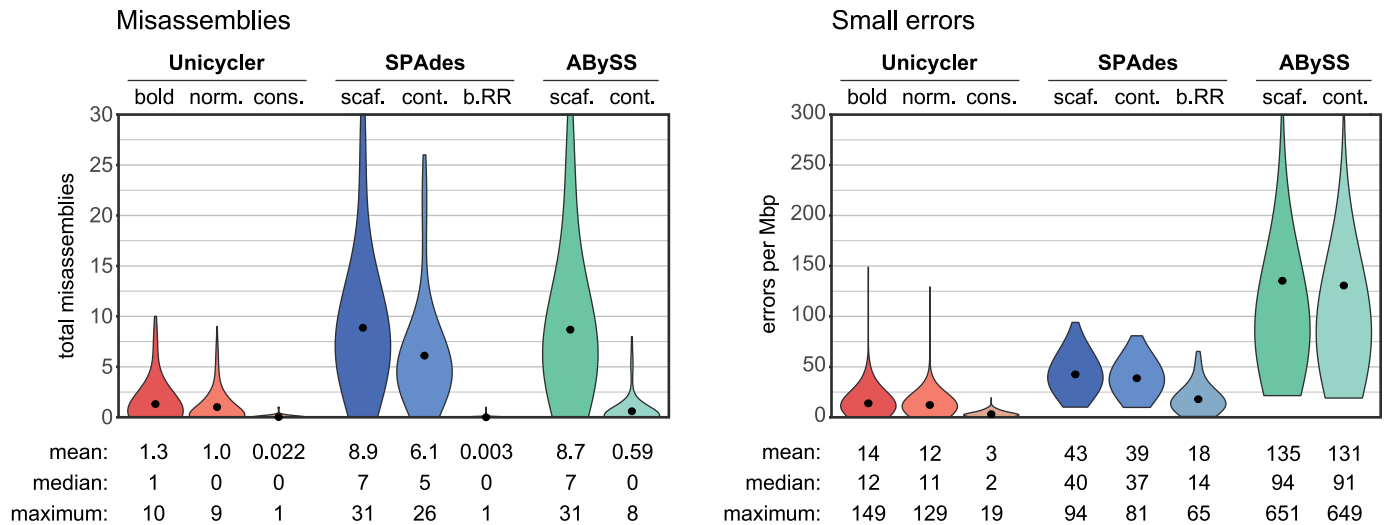 Misassemblies
Unicycler SPAdes ABySS
bold norm. cons. scaf. cont. b.RR scaf. cont.
30
25
20
15
10
5
0
total misassemblies
mean: 1.3 1.0 0.022 8.9 6.1 0.003 8.7 0.59
median: 1 0 0 7 5 0 7 0
maximum: 10 9 1 31 26 1 31 8
Small errors
Unicycler SPAdes ABySS
bold norm. cons. scaf. cont. b.RR scaf. cont.
300
250
200
150
100
50
0
errors per Mbp
mean: 14 12 3 43 39 18 135 131
median: 12 11 2 40 37 14 94 91
maximum: 149 129 19 94 81 65 651 649